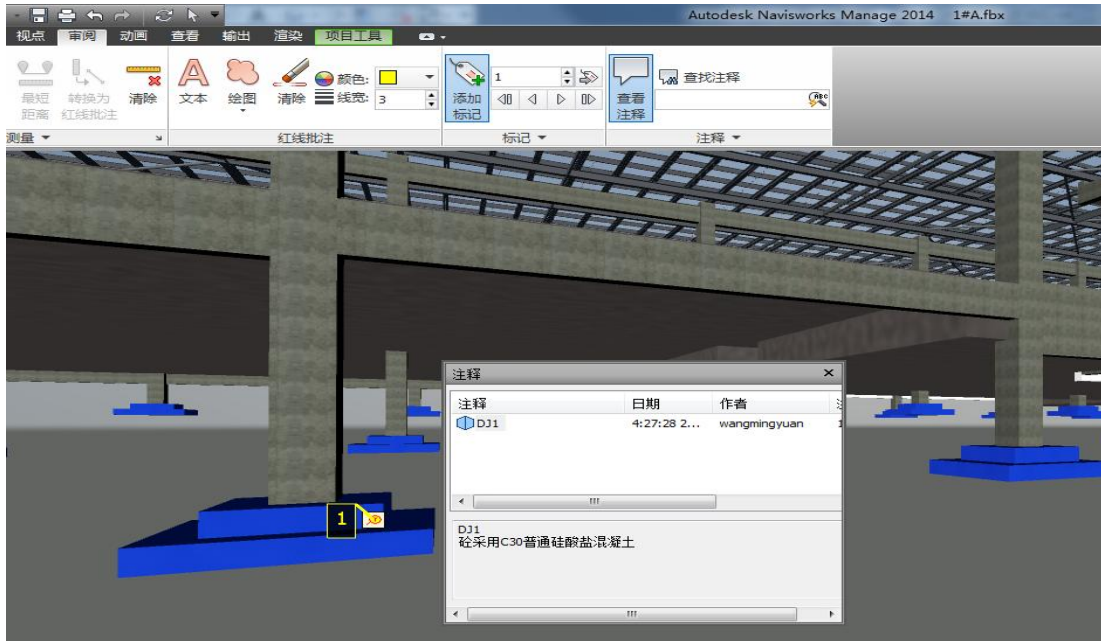 Autodesk Navisworks Manage 2014 1#A.fbx
视点 审阅 动画 查看 输出 渲染 项目工具
最短距离 转换为红线批注 清除 文本 绘图 清除 颜色: 线宽: 3 添加标记 1 查看注释 查找注释
测量 红线批注 标记 注释
注释
注释 日期 作者
DJ1 4:27:28 2... wangmingyuan 1
1
DJ1
砼采用C30普通硅酸盐混凝土